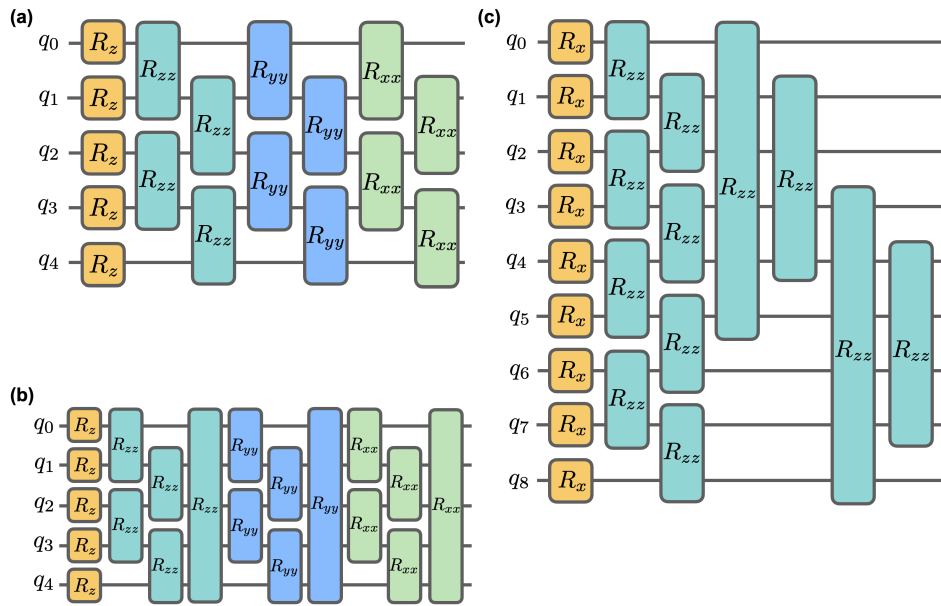 (a)
q0 Rz Rzz Ryy Rxx
q1 Rz Rzz Ryy Rxx
q2 Rz Rzz Ryy Rxx
q3 Rz Rzz Ryy Rxx
q4 Rz
(b)
q0 Rz Rzz Ryy Rxx
q1 Rz Rzz Rzz Ryy Ryy Rxx Rxx
q2 Rz Rzz Ryy Rxx
q3 Rz Rzz Ryy Rxx
q4 Rz
(c)
q0 Rx Rzz
q1 Rx Rzz
q2 Rx Rzz Rzz Rzz
q3 Rx Rzz
q4 Rx Rzz
q5 Rx
q6 Rx Rzz Rzz Rzz
q7 Rx Rzz
q8 Rx Rzz